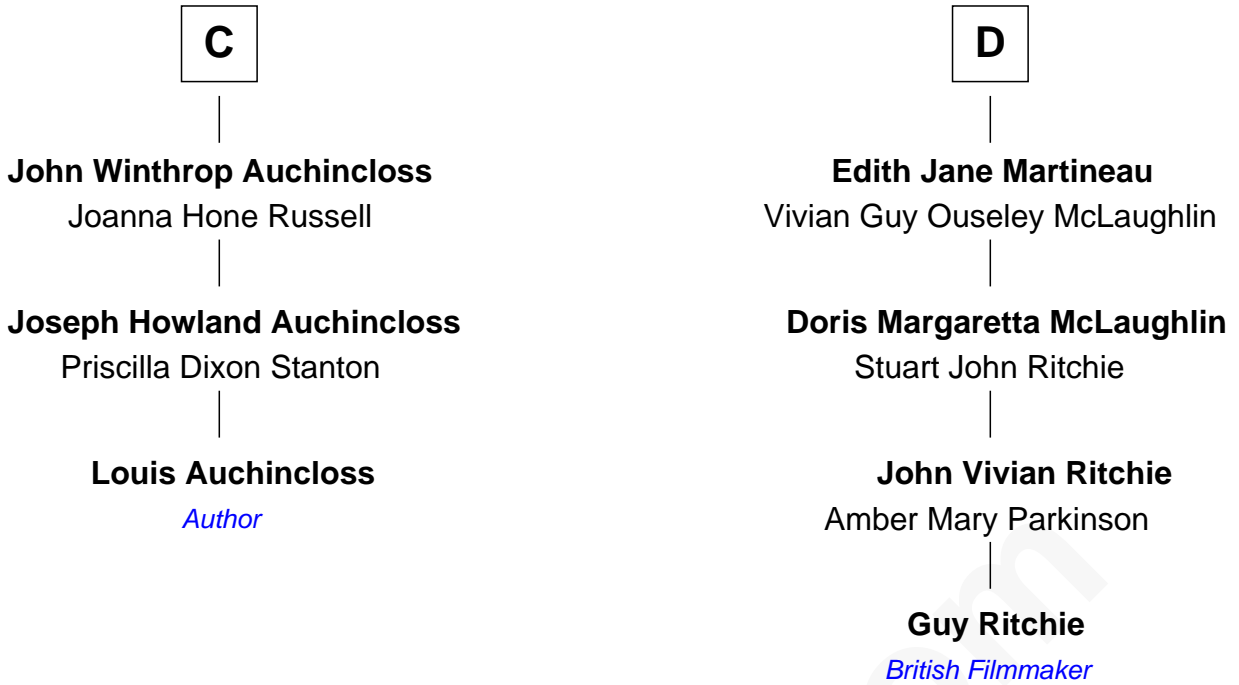 C
John Winthrop Auchincloss
Joanna Hone Russell
Joseph Howland Auchincloss
Priscilla Dixon Stanton
Louis Auchincloss
Author
D
Edith Jane Martineau
Vivian Guy Ouseley McLaughlin
Doris Margaretta McLaughlin
Stuart John Ritchie
John Vivian Ritchie
Amber Mary Parkinson
Guy Ritchie
British Filmmaker